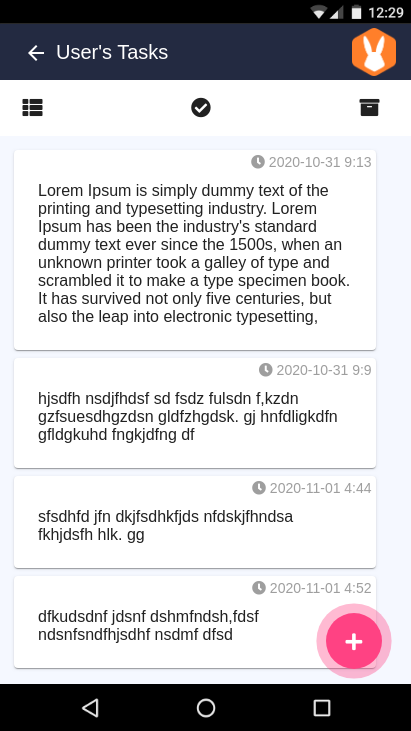 12:29
User's Tasks
2020-10-31 9:13
Lorem Ipsum is simply dummy text of the
printing and typesetting industry. Lorem
Ipsum has been the industry's standard
dummy text ever since the 1500s, when an
unknown printer took a galley of type and
scrambled it to make a type specimen book.
It has survived not only five centuries, but
also the leap into electronic typesetting,
2020-10-31 9:9
hjsdfh nsdjfhdsf sd fsdz fulsdn f,kzdn
gzfsuesdhgzdsn gldfzhgdsk. gj hnfdligkdfn
gfldgkuhd fngkjdfng df
2020-11-01 4:44
sfsdhfd jfn dkjfsdhkfjds nfdskjfhndsa
fkhjdsfh hlk. gg
2020-11-01 4:52
dfkudsdnf jdsnf dshmfndsh,fdsf
ndsnfsndfhjsdhf nsdmf dfsd